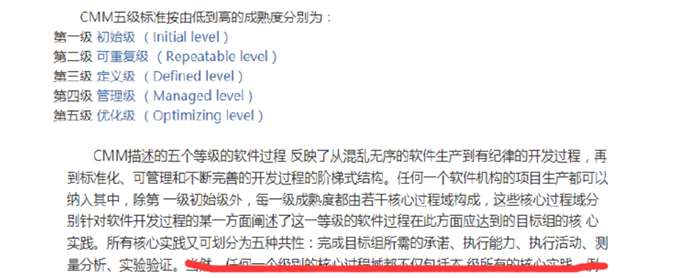 CMM五级标准按由低到高的成熟度分别为：
第一级 初始级 （Initial level）
第二级 可重复级 （Repeatable level）
第三级 定义级 （Defined level）
第四级 管理级 （Managed level）
第五级 优化级 （Optimizing level）
CMM描述的五个等级的软件过程 反映了从混乱无序的软件生产到有纪律的开发过程，再
到标准化、可管理和不断完善的开发过程的阶梯式结构。任何一个软件机构的项目生产都可以
纳入其中，除第 一级初始级外，每一级成熟度都由若干核心过程域构成，这些核心过程域分
别针对软件开发过程的某一方面阐述了这一等级的软件过程在此方面应达到的目标组的核 心
实践。所有核心实践又可划分为五种共性：完成目标组所需的承诺、执行能力、执行活动、测
量分析、实验验证。当然，任何一个级别的核心过程域都不仅包括本 级所有的核心实践，例